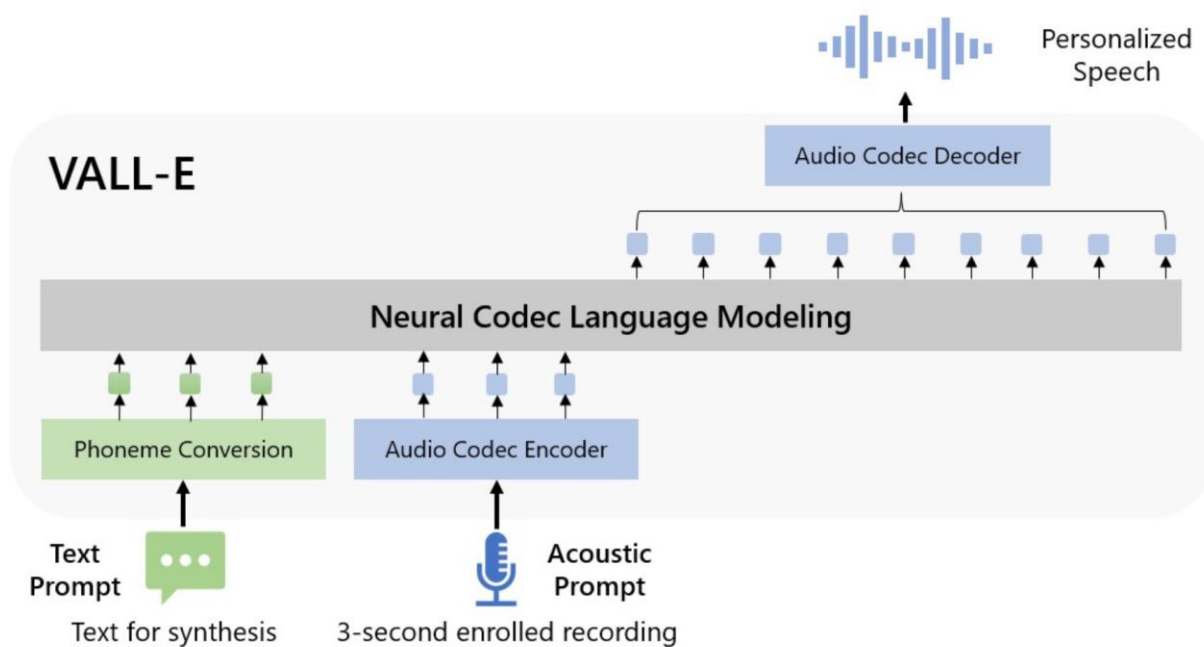 Personalized
Speech
Audio Codec Decoder
VALL-E
Neural Codec Language Modeling
Phoneme Conversion
Audio Codec Encoder
Text
Prompt
Acoustic
Prompt
Text for synthesis
3-second enrolled recording